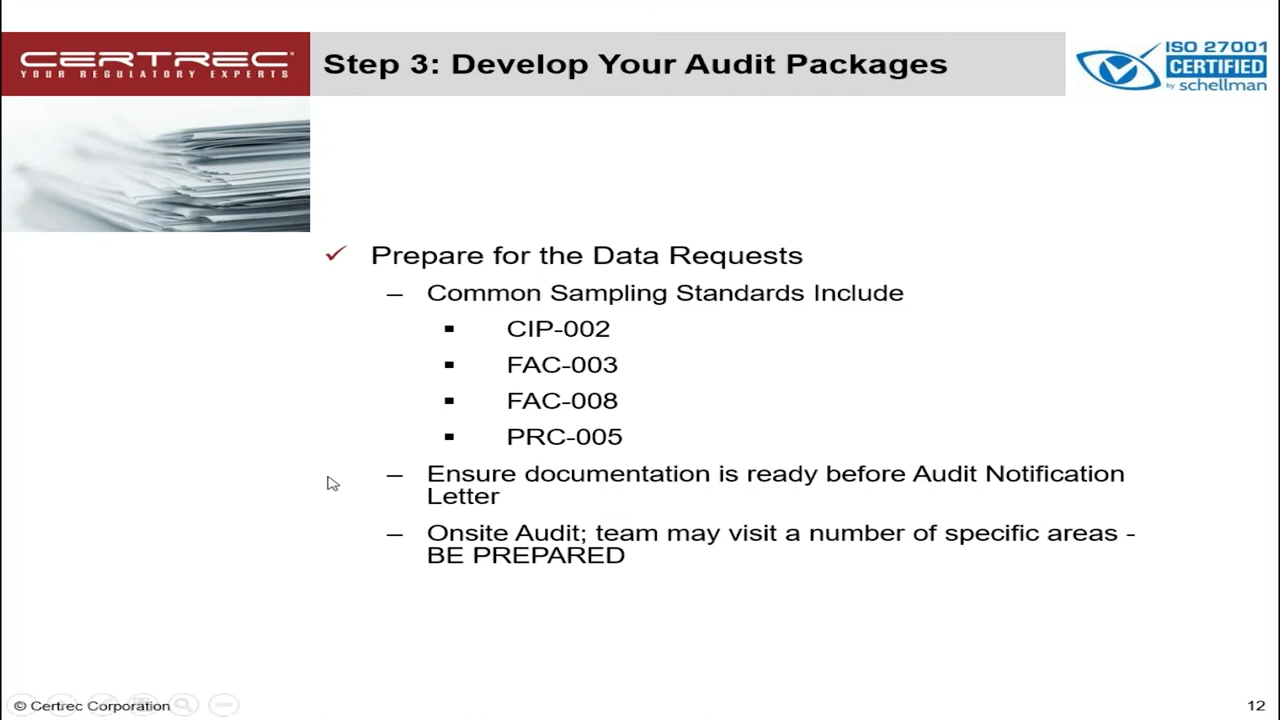 CERTREC
YOUR REGULATORY EXPERTS
Step 3: Develop Your Audit Packages
ISO 27001
CERTIFIED
by schellman
Prepare for the Data Requests
– Common Sampling Standards Include
CIP-002
FAC-003
FAC-008
PRC-005
– Ensure documentation is ready before Audit Notification
Letter
– Onsite Audit; team may visit a number of specific areas -
BE PREPARED
© Certrec Corporation
12